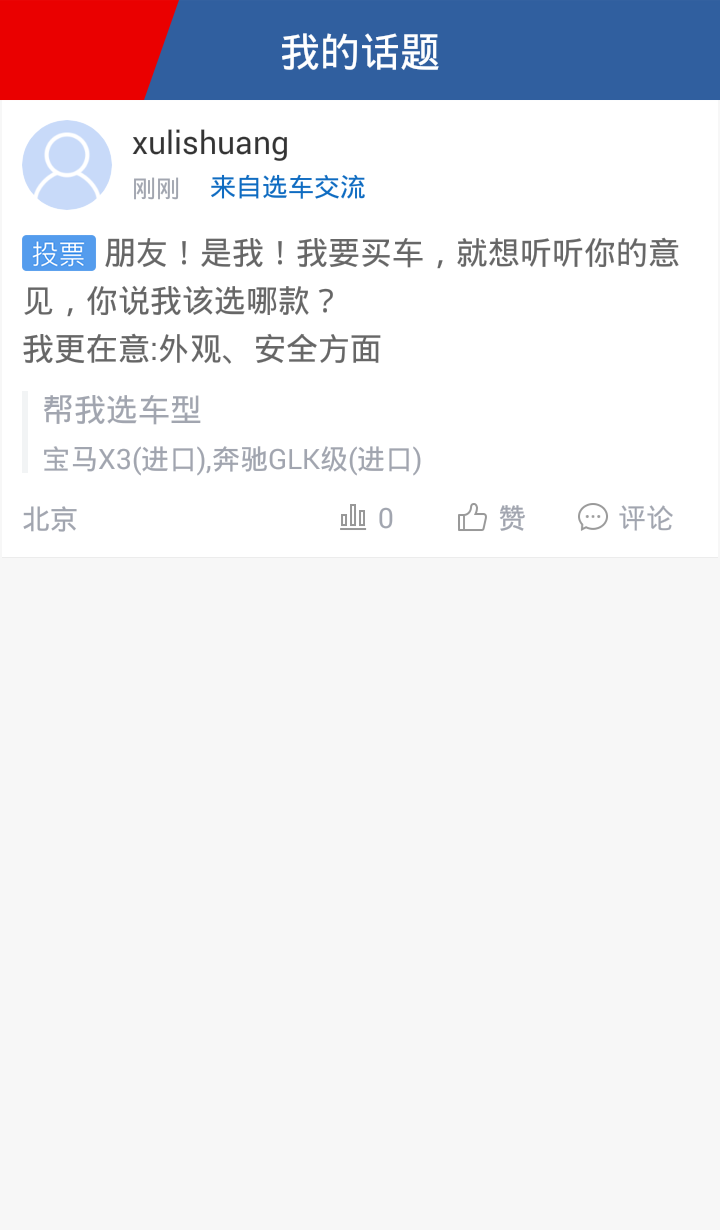 我的话题
xulishuang
刚刚 来自选车交流
投票 朋友！是我！我要买车，就想听听你的意
见，你说我该选哪款？
我更在意:外观、安全方面
帮我选车型
宝马X3(进口),奔驰GLK级(进口)
北京 0 赞 评论